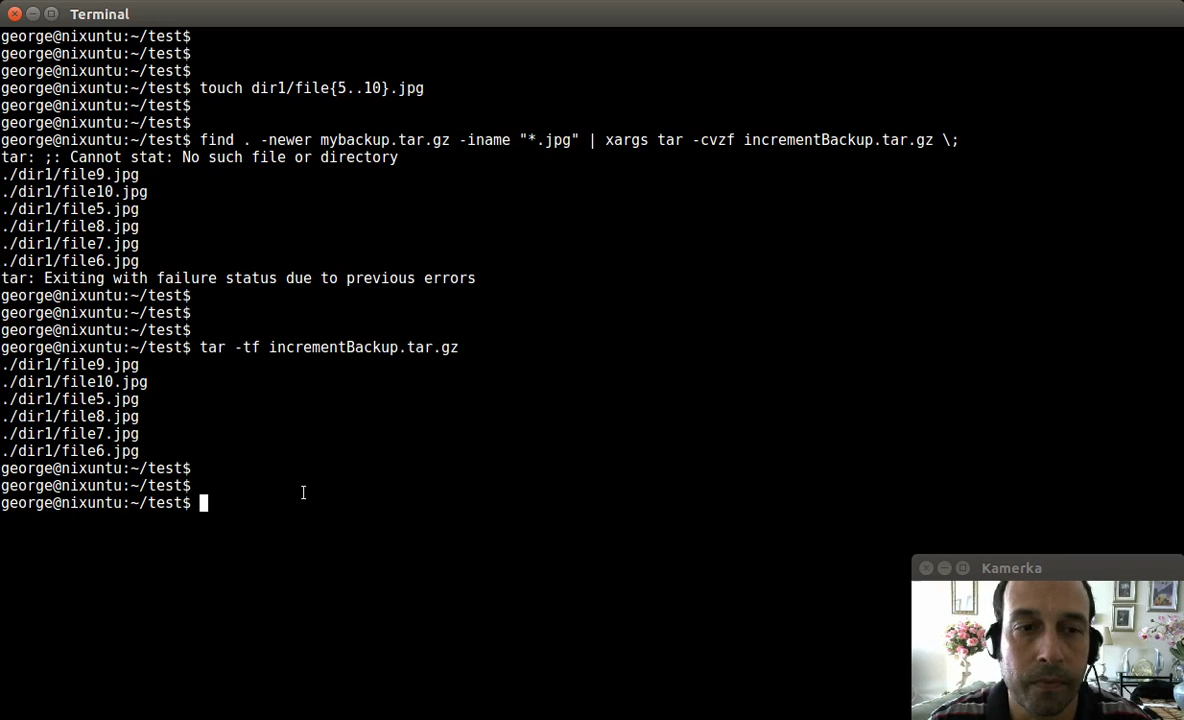 Terminal
george@nixuntu:~/test$
george@nixuntu:~/test$
george@nixuntu:~/test$
george@nixuntu:~/test$ touch dir1/file{5..10}.jpg
george@nixuntu:~/test$
george@nixuntu:~/test$
george@nixuntu:~/test$ find . -newer mybackup.tar.gz -iname "*.jpg" | xargs tar -cvzf incrementBackup.tar.gz \;
tar: ;: Cannot stat: No such file or directory
./dir1/file9.jpg
./dir1/file10.jpg
./dir1/file5.jpg
./dir1/file8.jpg
./dir1/file7.jpg
./dir1/file6.jpg
tar: Exiting with failure status due to previous errors
george@nixuntu:~/test$
george@nixuntu:~/test$
george@nixuntu:~/test$
george@nixuntu:~/test$ tar -tf incrementBackup.tar.gz
./dir1/file9.jpg
./dir1/file10.jpg
./dir1/file5.jpg
./dir1/file8.jpg
./dir1/file7.jpg
./dir1/file6.jpg
george@nixuntu:~/test$
george@nixuntu:~/test$
george@nixuntu:~/test$
Kamerka